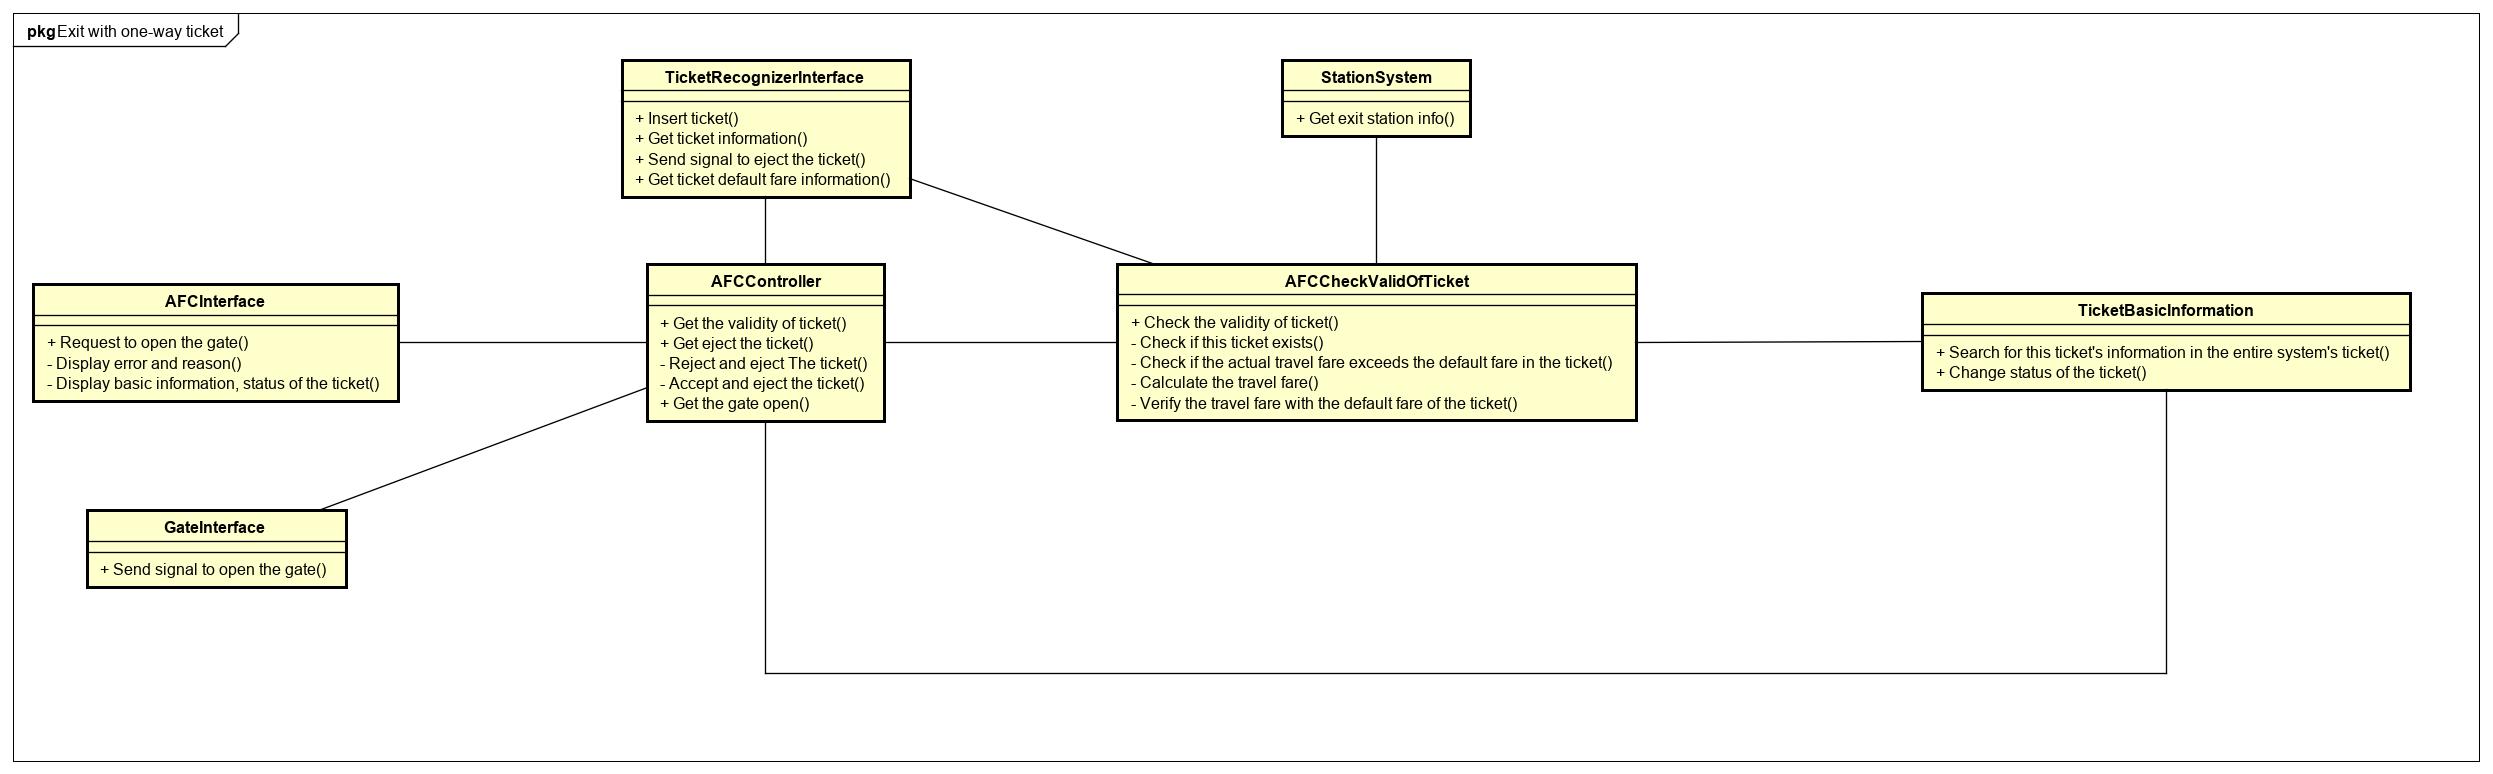 pkg Exit with one-way ticket
TicketRecognizerInterface
+ Insert ticket()
+ Get ticket information()
+ Send signal to eject the ticket()
+ Get ticket default fare information()
StationSystem
+ Get exit station info()
AFCInterface
+ Request to open the gate()
- Display error and reason()
- Display basic information, status of the ticket()
AFCController
+ Get the validity of ticket()
+ Get eject the ticket()
- Reject and eject The ticket()
- Accept and eject the ticket()
+ Get the gate open()
AFCCheckValidOfTicket
+ Check the validity of ticket()
- Check if this ticket exists()
- Check if the actual travel fare exceeds the default fare in the ticket()
- Calculate the travel fare()
- Verify the travel fare with the default fare of the ticket()
TicketBasicInformation
+ Search for this ticket's information in the entire system's ticket()
+ Change status of the ticket()
GateInterface
+ Send signal to open the gate()